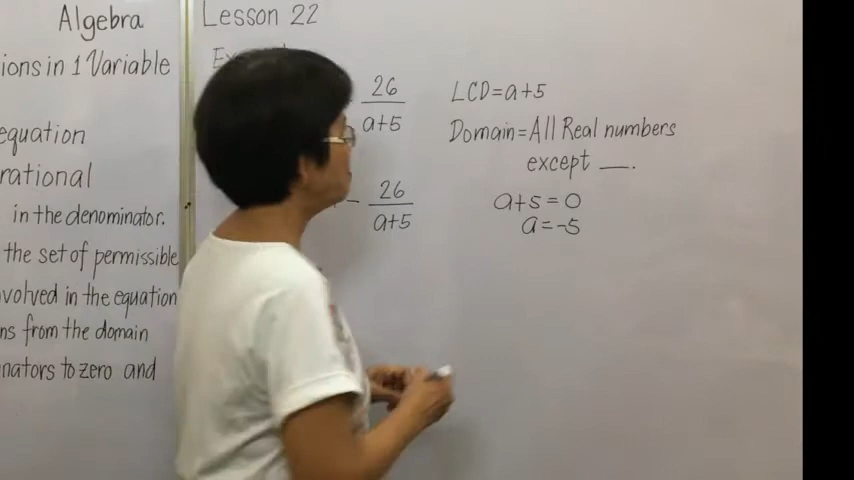 Algebra
ions in 1 Variable
equation
rational
in the denominator.
the set of permissible
volved in the equation
ns from the domain
nators to zero and
Lesson 22
26
a+5
- 26
a+5
LCD=a+5
Domain=All Real numbers
except __.
a+5=0
a=-5